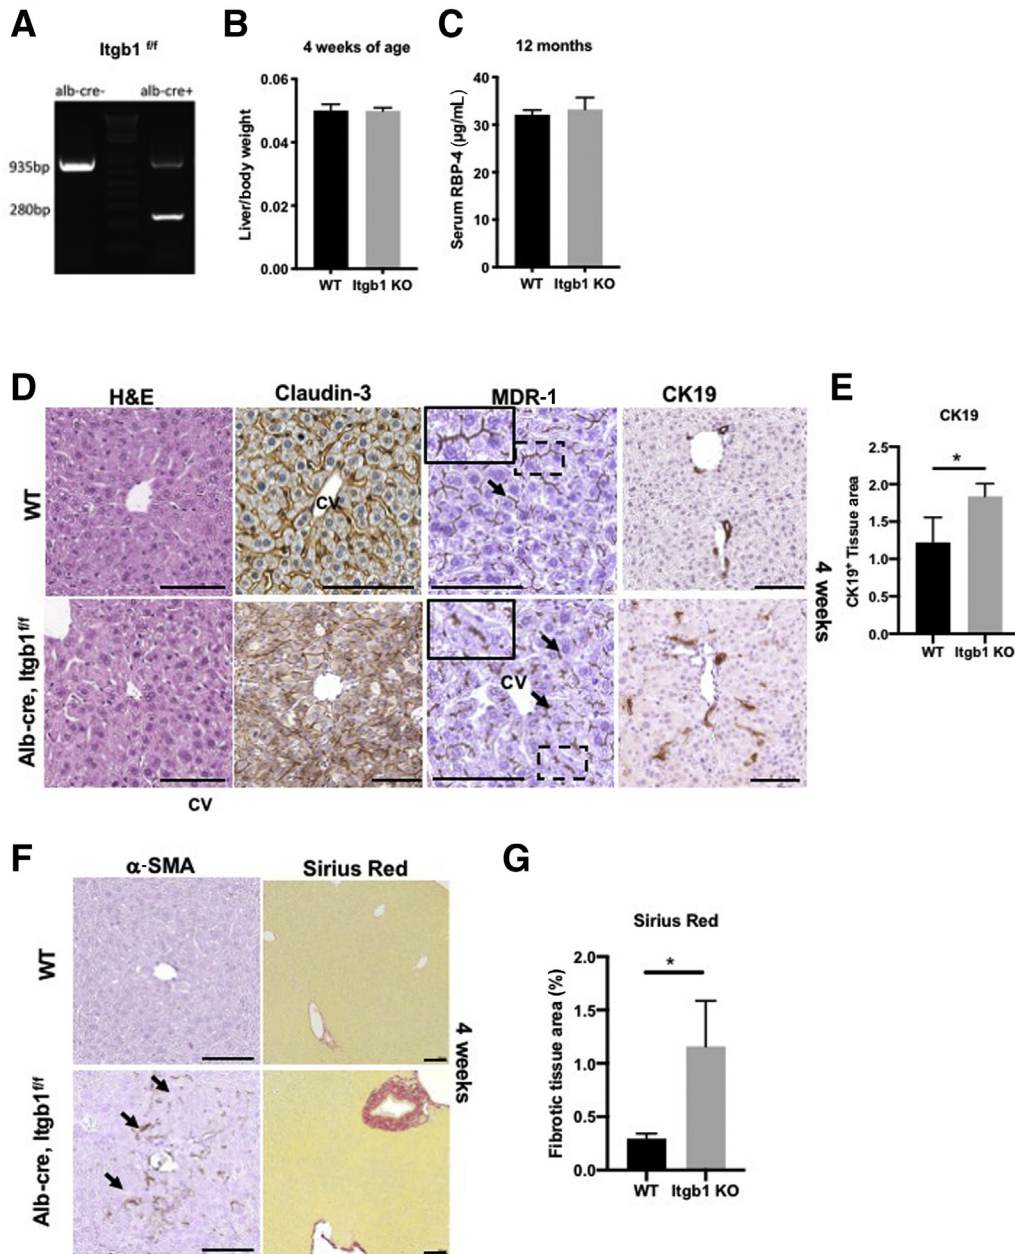 A
Itgb1 f/f
alb-cre- alb-cre+
935bp
280bp
B
4 weeks of age
Liver/body weight
0.06
0.04
0.02
0.00
WT Itgb1 KO
C
12 months
Serum RBP-4 (µg/mL)
40
30
20
10
0
WT Itgb1 KO
D
H&E Claudin-3 MDR-1 CK19
WT
CV
Alb-cre, Itgb1f/f
CV
CV
4 weeks
E
CK19
CK19+ Tissue area
2.5
2.0
1.5
1.0
0.5
0.0
*
WT Itgb1 KO
F
α-SMA Sirius Red
WT
Alb-cre, Itgb1f/f
4 weeks
G
Sirius Red
Fibrotic tissue area (%)
2.0
1.5
1.0
0.5
0.0
*
WT Itgb1 KO